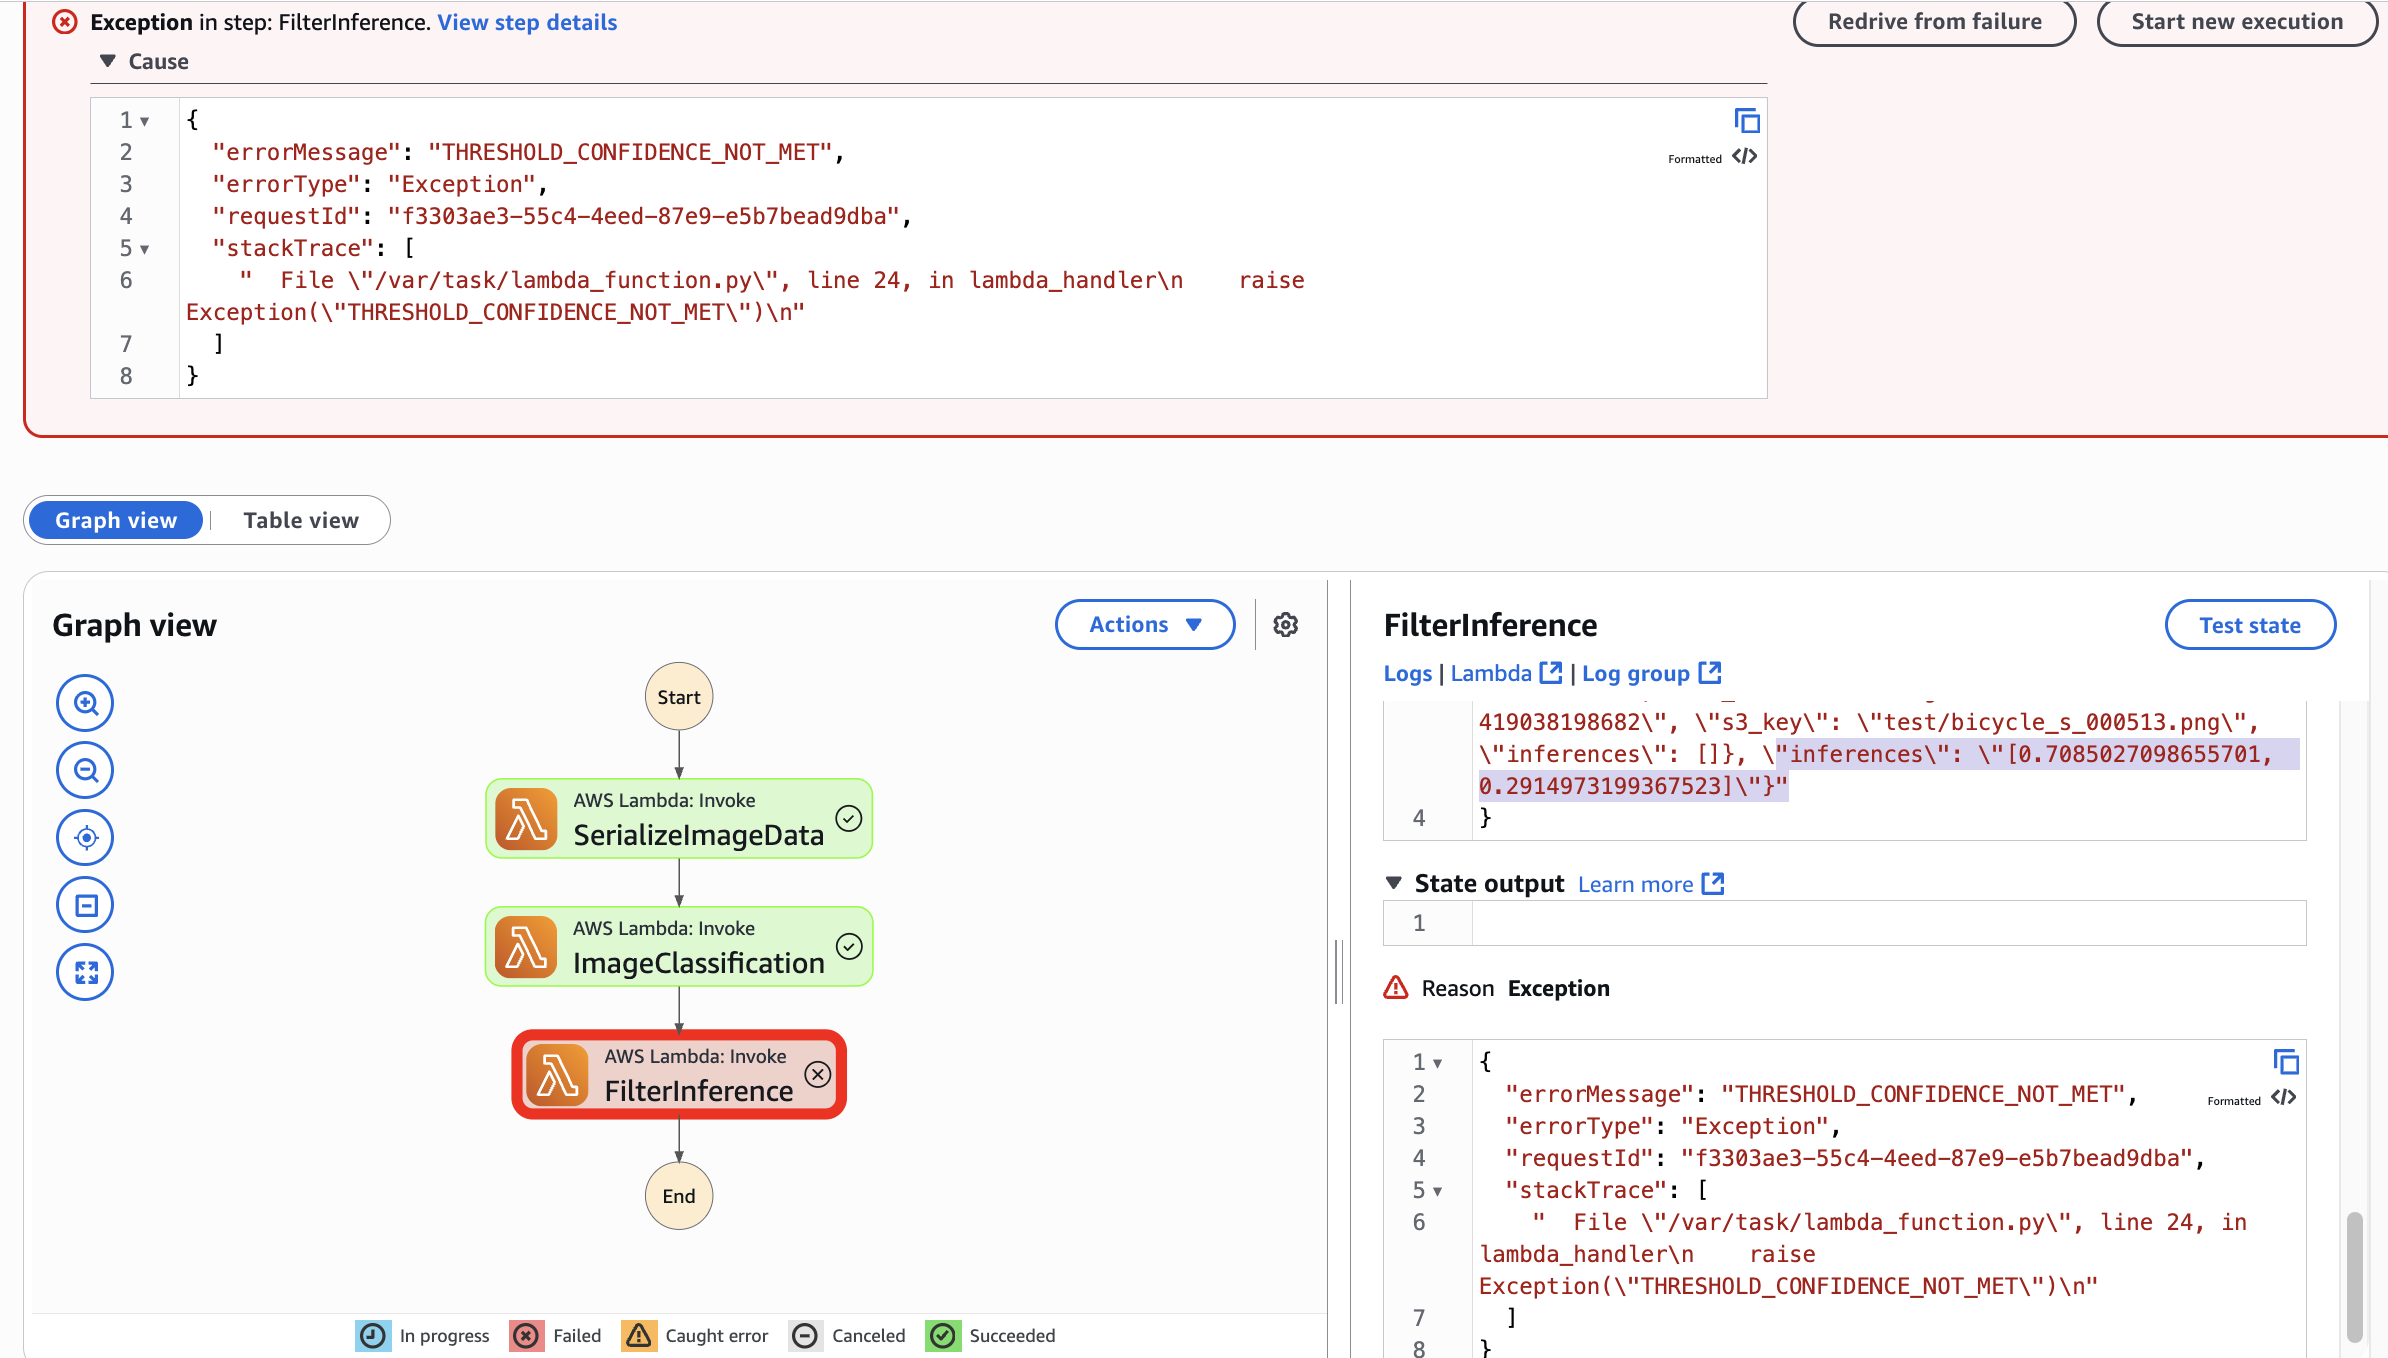 Exception in step: FilterInference. View step details
Redrive from failure
Start new execution
Cause
1 {
2 "errorMessage": "THRESHOLD_CONFIDENCE_NOT_MET",
3 "errorType": "Exception",
4 "requestId": "f3303ae3-55c4-4eed-87e9-e5b7bead9dba",
5 "stackTrace": [
6 "  File \"/var/task/lambda_function.py\", line 24, in lambda_handler\n    raise
Exception(\"THRESHOLD_CONFIDENCE_NOT_MET\")\n"
7 ]
8 }
Formatted </>
Graph view | Table view
Graph view
Actions
Start
AWS Lambda: Invoke
SerializeImageData
AWS Lambda: Invoke
ImageClassification
AWS Lambda: Invoke
FilterInference
End
In progress
Failed
Caught error
Canceled
Succeeded
FilterInference
Test state
Logs | Lambda | Log group
419038198682\", \"s3_key\": \"test/bicycle_s_000513.png\",
\"inferences\": []}, \"inferences\": \"[0.7085027098655701,
0.2914973199367523]\"}"
4 }
State output Learn more
1
Reason Exception
1 {
2 "errorMessage": "THRESHOLD_CONFIDENCE_NOT_MET",
3 "errorType": "Exception",
4 "requestId": "f3303ae3-55c4-4eed-87e9-e5b7bead9dba",
5 "stackTrace": [
6 "  File \"/var/task/lambda_function.py\", line 24, in
lambda_handler\n    raise
Exception(\"THRESHOLD_CONFIDENCE_NOT_MET\")\n"
7 ]
8 }
Formatted </>